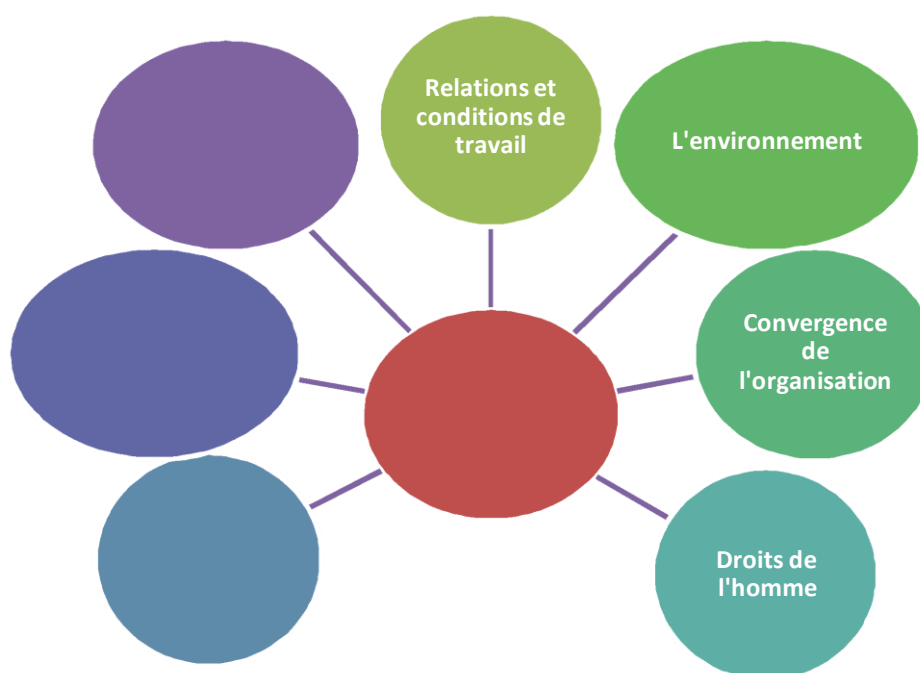 Relations et
conditions de
travail
L'environnement
Convergence
de
l'organisation
Droits de
l'homme